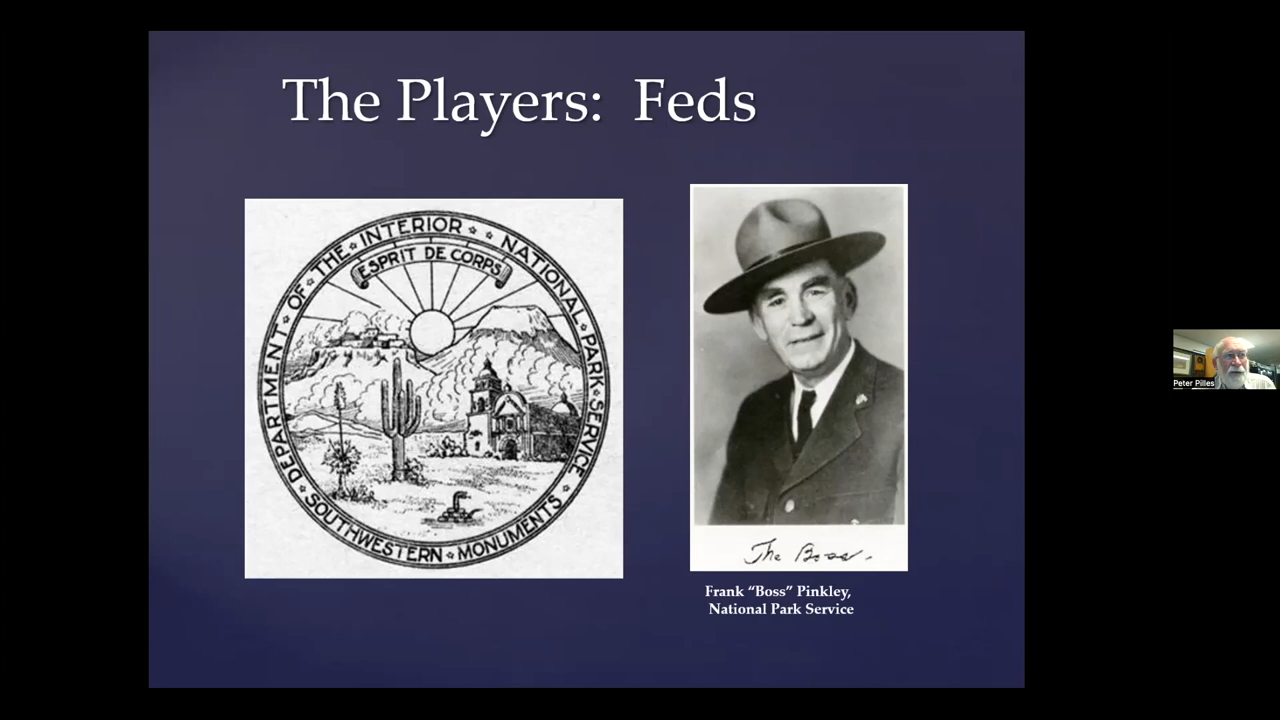 The Players: Feds
DEPARTMENT OF THE INTERIOR NATIONAL PARK SERVICE
ESPRIT DE CORPS
SOUTHWESTERN MONUMENTS
The Boss.
Frank “Boss” Pinkley,
National Park Service
Peter Pilles